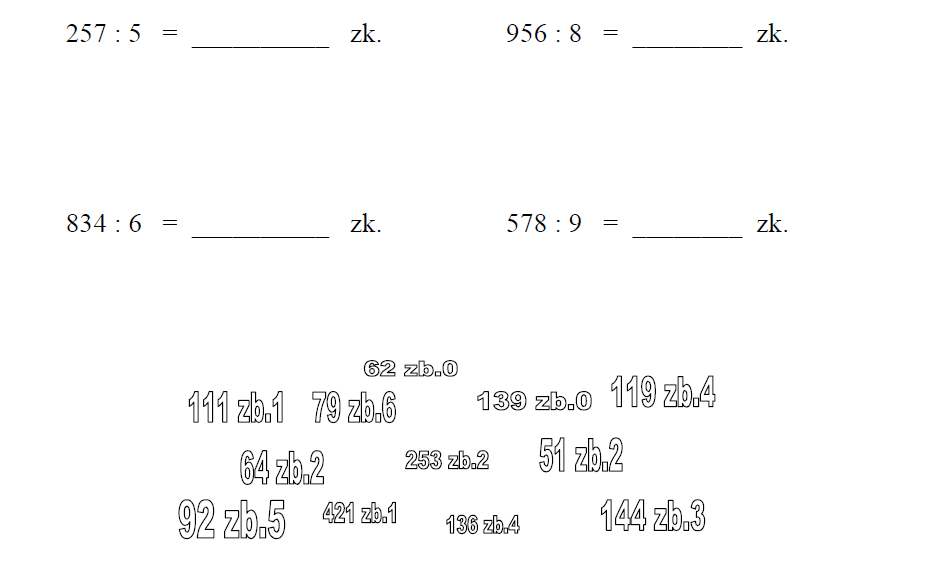 257 : 5 = __________ zk. 956 : 8 = ________ zk.
834 : 6 = __________ zk. 578 : 9 = ________ zk.
62 zb.0
111 zb.1 79 zb.6 139 zb.0 119 zb.4
64 zb.2 253 zb.2 51 zb.2
92 zb.5 421 zb.1 136 zb.4 144 zb.3